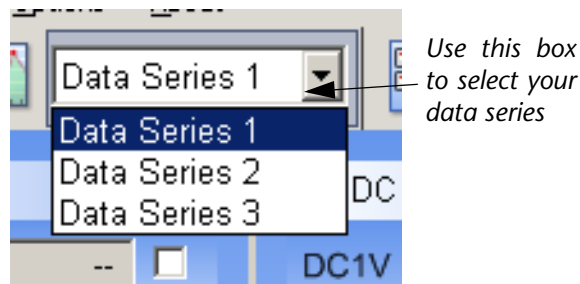 Data Series 1
Use this box
to select your
data series
Data Series 1
Data Series 2
Data Series 3
DC
--
DC1V